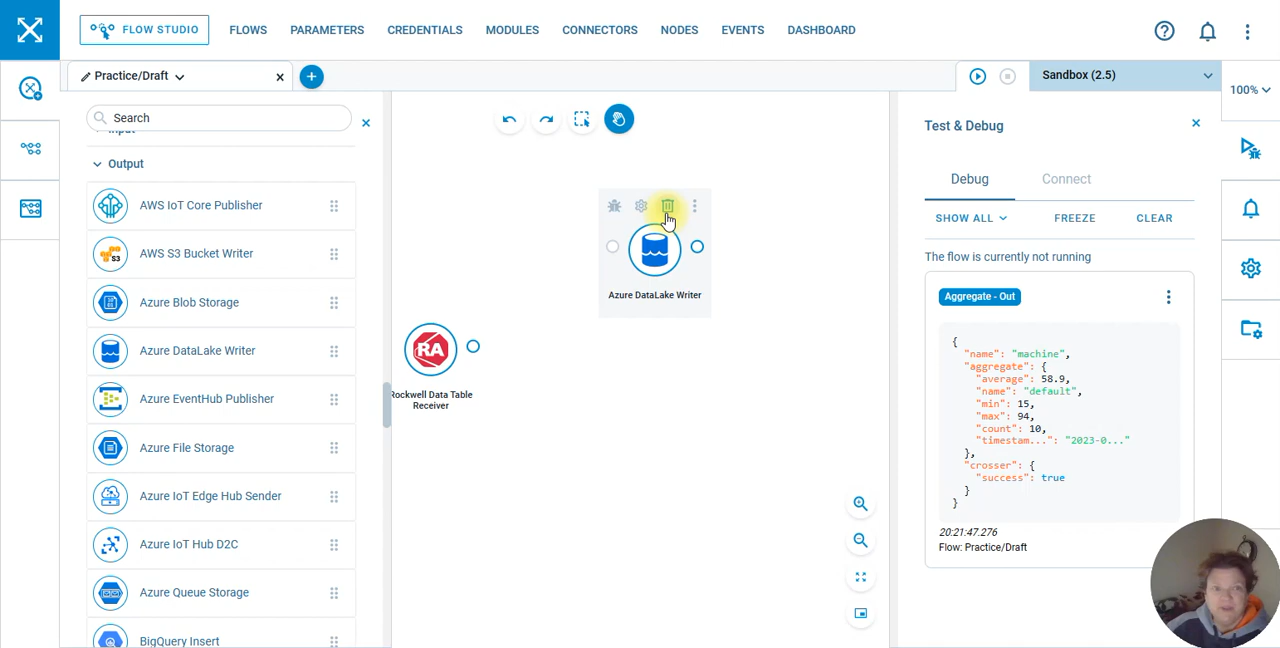 FLOW STUDIO
FLOWS
PARAMETERS
CREDENTIALS
MODULES
CONNECTORS
NODES
EVENTS
DASHBOARD
Practice/Draft
Sandbox (2.5)
100%
Search
Input
Output
AWS IoT Core Publisher
AWS S3 Bucket Writer
Azure Blob Storage
Azure DataLake Writer
Azure EventHub Publisher
Azure File Storage
Azure IoT Edge Hub Sender
Azure IoT Hub D2C
Azure Queue Storage
BigQuery Insert
Azure DataLake Writer
RA
Rockwell Data Table
Receiver
Test & Debug
Debug
Connect
SHOW ALL
FREEZE
CLEAR
The flow is currently not running
Aggregate - Out
{
"name": "machine",
"aggregate": {
"average": 58.9,
"name": "default",
"min": 15,
"max": 94,
"count": 10,
"timestam...": "2023-0..."
},
"crosser": {
"success": true
}
}
20:21:47.276
Flow: Practice/Draft